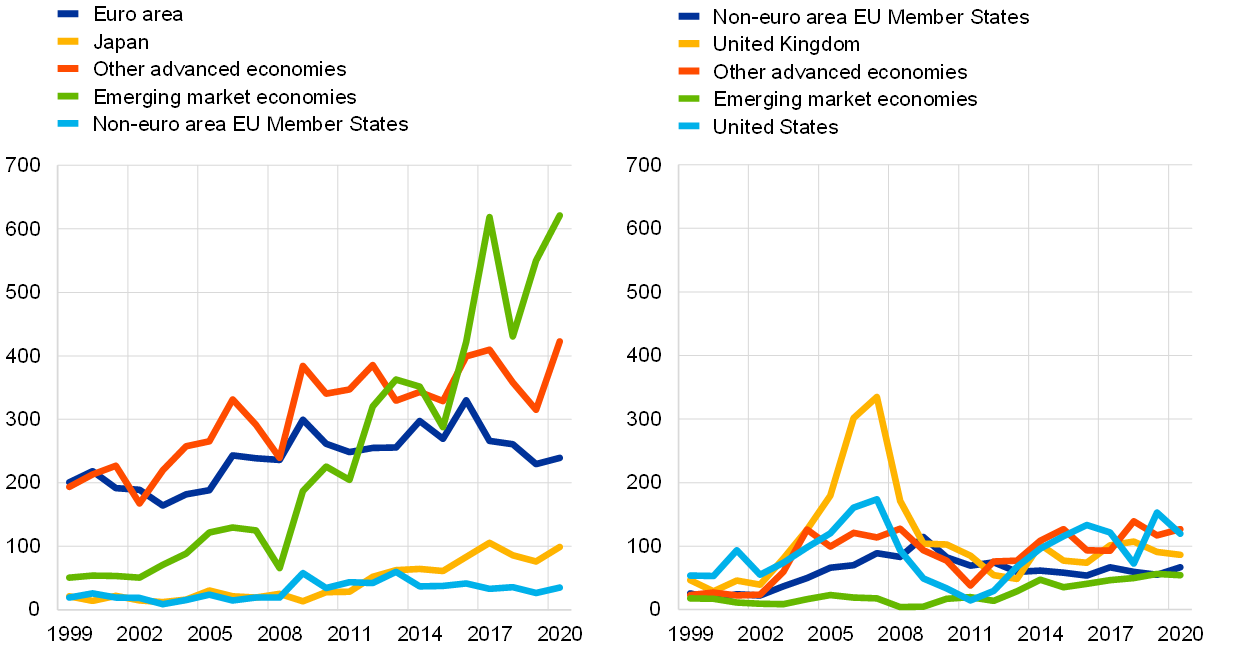 Euro area
Japan
Other advanced economies
Emerging market economies
Non-euro area EU Member States
700
600
500
400
300
200
100
0
1999 2002 2005 2008 2011 2014 2017 2020
Non-euro area EU Member States
United Kingdom
Other advanced economies
Emerging market economies
United States
700
600
500
400
300
200
100
0
1999 2002 2005 2008 2011 2014 2017 2020